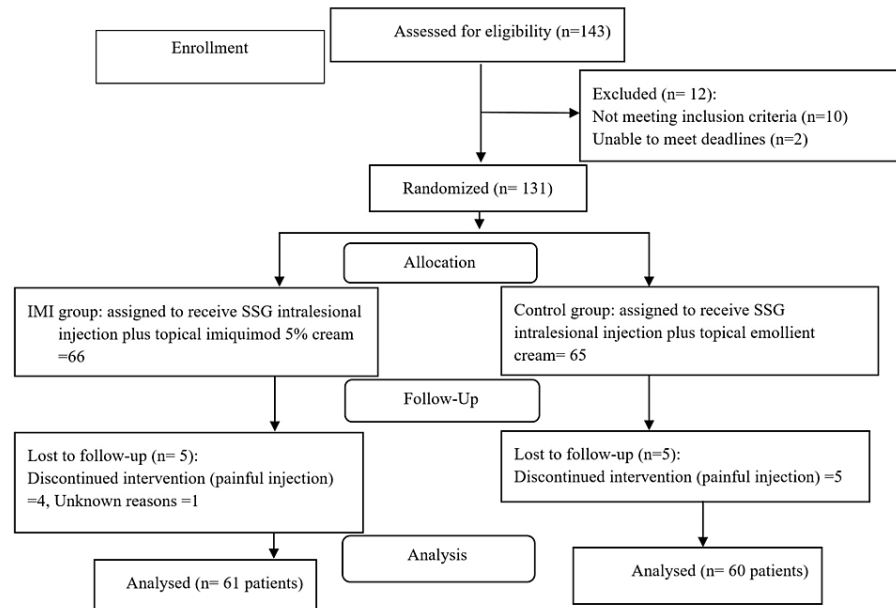 Enrollment
Assessed for eligibility (n=143)
Excluded (n= 12):
Not meeting inclusion criteria (n=10)
Unable to meet deadlines (n=2)
Randomized (n= 131)
Allocation
IMI group: assigned to receive SSG intralesional
injection plus topical imiquimod 5% cream
=66
Control group: assigned to receive SSG
intralesional injection plus topical emollient
cream= 65
Follow-Up
Lost to follow-up (n= 5):
Discontinued intervention (painful injection)
=4, Unknown reasons =1
Lost to follow-up (n=5):
Discontinued intervention (painful injection) =5
Analysis
Analysed (n= 61 patients)
Analysed (n= 60 patients)